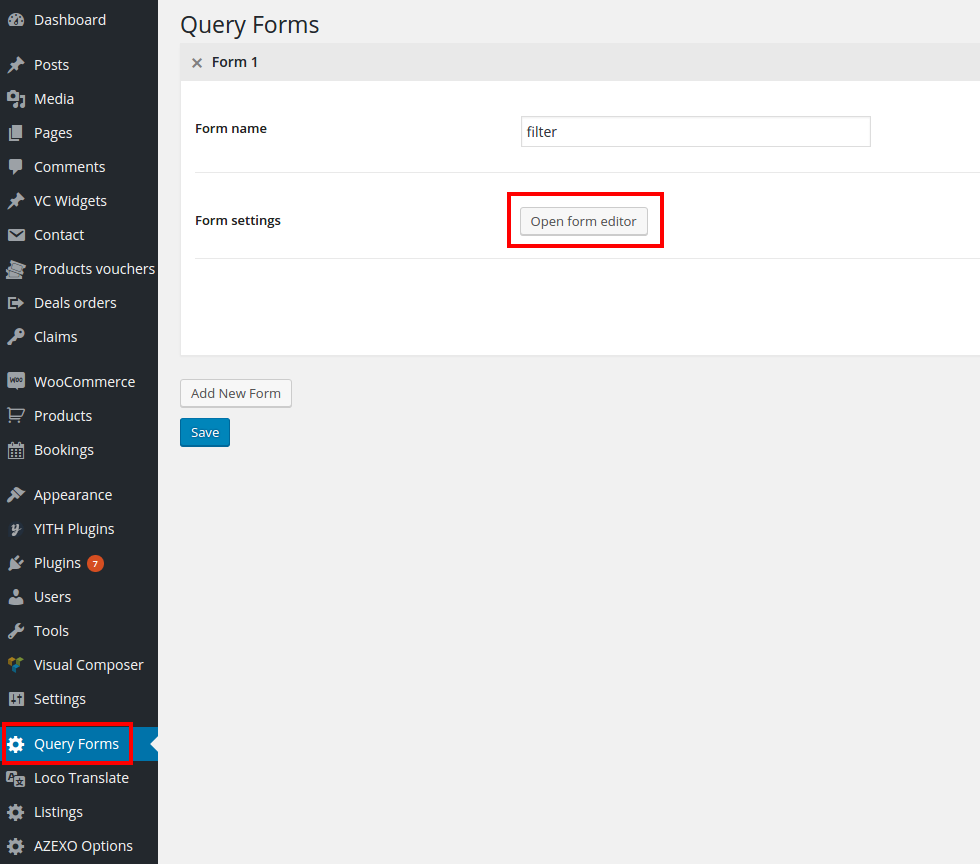 Dashboard
Posts
Media
Pages
Comments
VC Widgets
Contact
Products vouchers
Deals orders
Claims
WOO
WooCommerce
Products
Bookings
Appearance
YITH Plugins
Plugins 7
Users
Tools
Visual Composer
Settings
Query Forms
Loco Translate
Listings
AZEXO Options
Query Forms
Form 1
Form name
filter
Form settings
Open form editor
Add New Form
Save